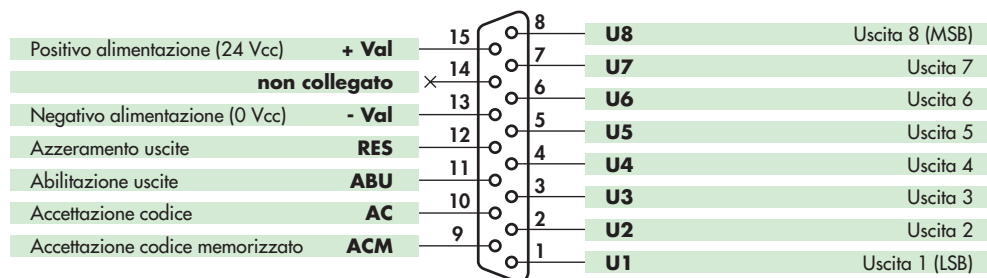 8 U8 Uscita 8 (MSB)
Positivo alimentazione (24 Vcc) + Val 15
7 U7 Uscita 7
non collegato 14
6 U6 Uscita 6
Negativo alimentazione (0 Vcc) - Val 13
5 U5 Uscita 5
Azzeramento uscite RES 12
4 U4 Uscita 4
Abilitazione uscite ABU 11
3 U3 Uscita 3
Accettazione codice AC 10
2 U2 Uscita 2
Accettazione codice memorizzato ACM 9
1 U1 Uscita 1 (LSB)